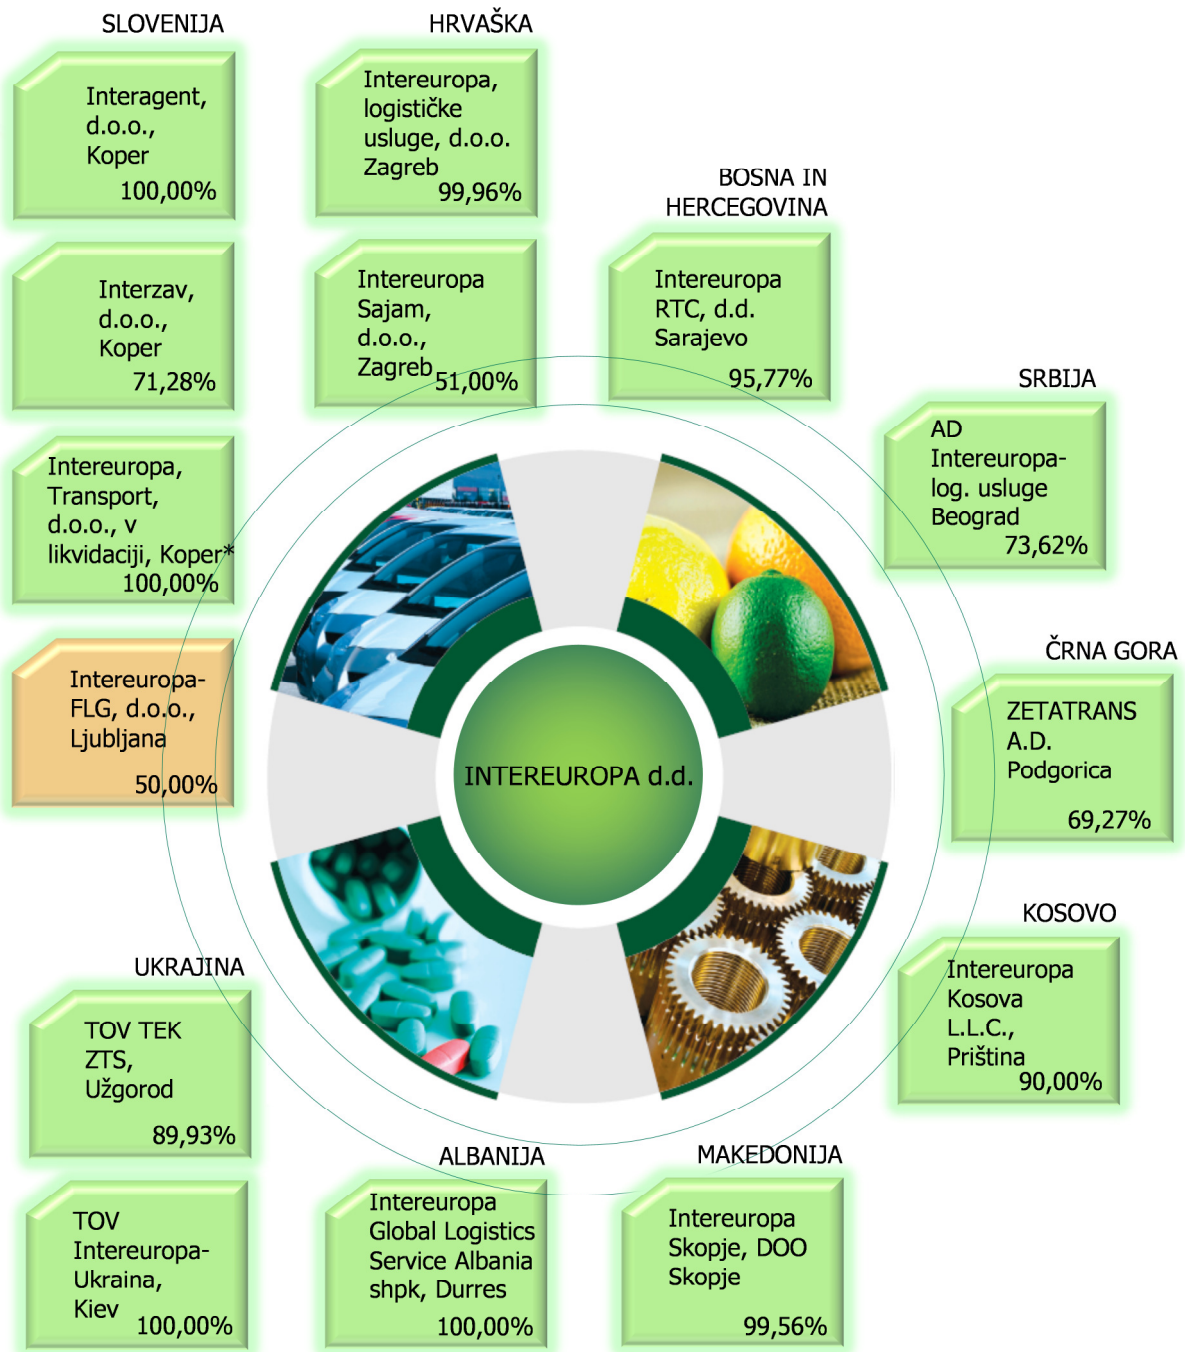 SLOVENIJA
Interagent,
d.o.o.,
Koper
100,00%
Interzav,
d.o.o.,
Koper
71,28%
Intereuropa,
Transport,
d.o.o., v
likvidaciji, Koper*
100,00%
Intereuropa-
FLG, d.o.o.,
Ljubljana
50,00%
HRVAŠKA
Intereuropa,
logističke
usluge, d.o.o.
Zagreb
99,96%
Intereuropa
Sajam,
d.o.o.,
Zagreb
51,00%
BOSNA IN
HERCEGOVINA
Intereuropa
RTC, d.d.
Sarajevo
95,77%
SRBIJA
AD
Intereuropa-
log. usluge
Beograd
73,62%
ČRNA GORA
ZETATRANS
A.D.
Podgorica
69,27%
INTEREUROPA d.d.
KOSOVO
Intereuropa
Kosova
L.L.C.,
Priština
90,00%
UKRAJINA
TOV TEK
ZTS,
Užgorod
89,93%
TOV
Intereuropa-
Ukraina,
Kiev
100,00%
ALBANIJA
Intereuropa
Global Logistics
Service Albania
shpk, Durres
100,00%
MAKEDONIJA
Intereuropa
Skopje, DOO
Skopje
99,56%